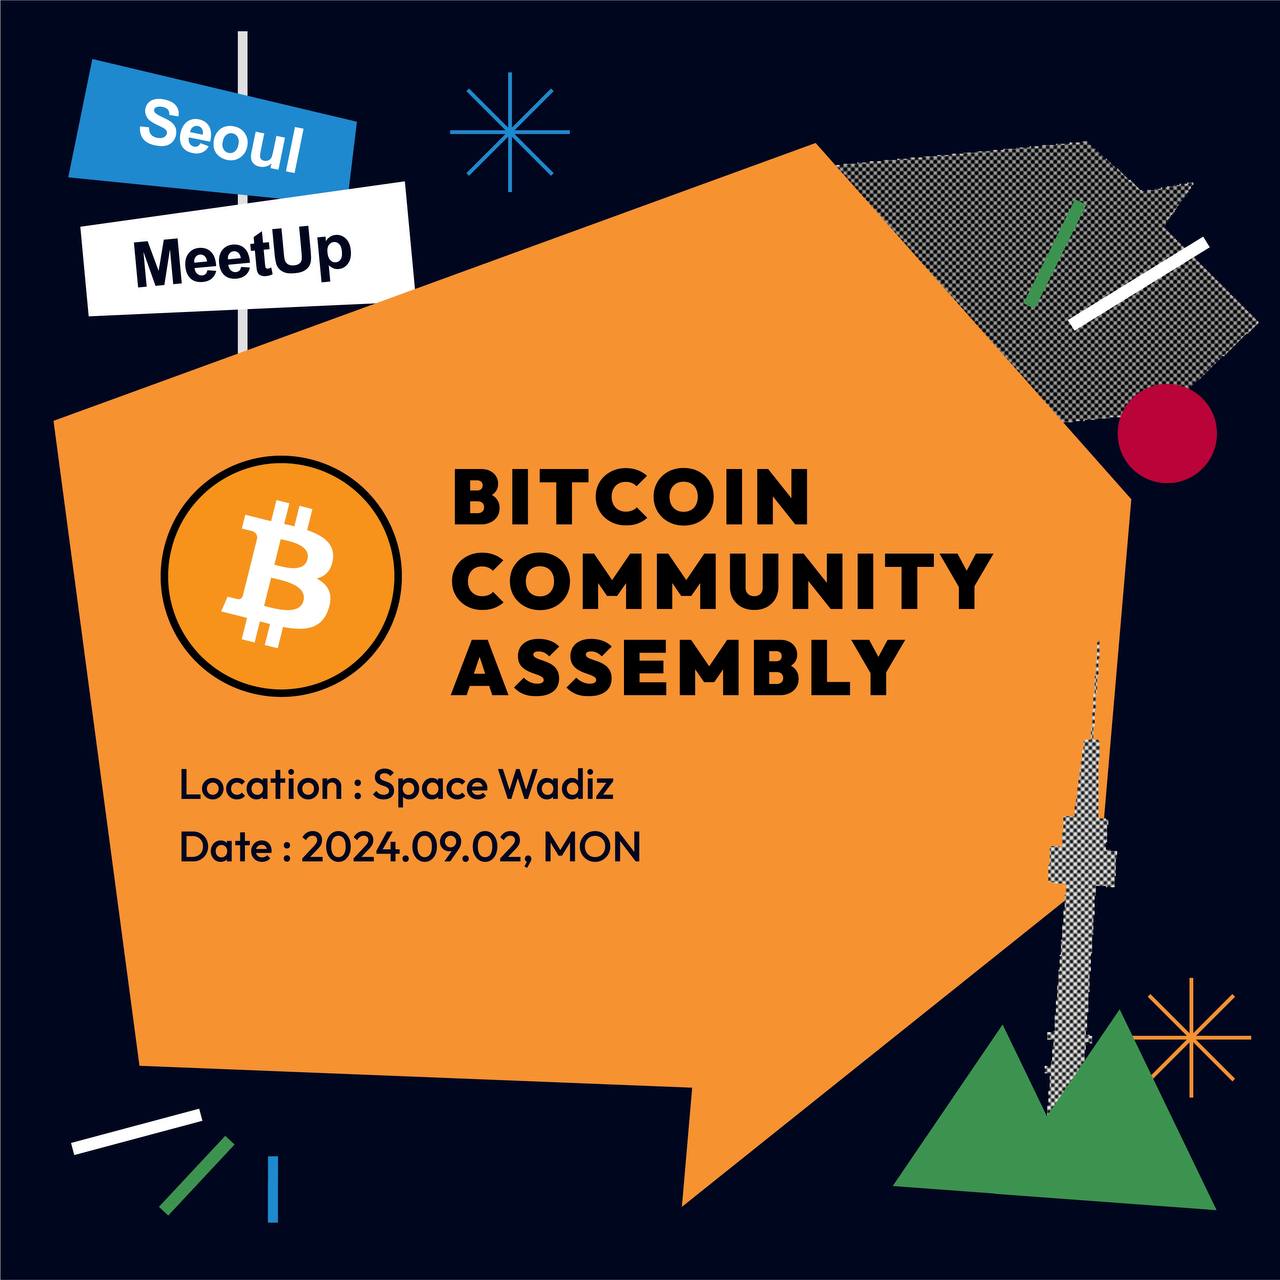 Seoul
MeetUp
BITCOIN
COMMUNITY
ASSEMBLY
Location : Space Wadiz
Date : 2024.09.02, MON